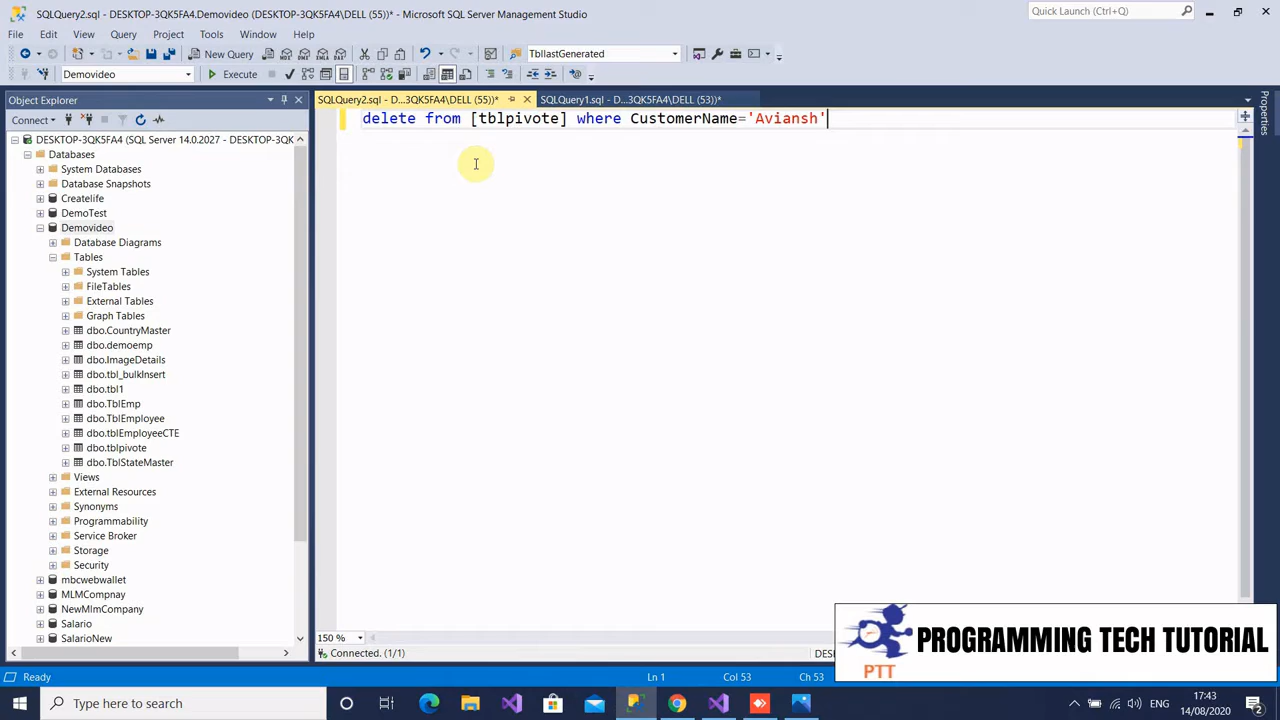 SQLQuery2.sql - DESKTOP-3QK5FA4.Demovideo (DESKTOP-3QK5FA4\DELL (55))* - Microsoft SQL Server Management Studio
Quick Launch (Ctrl+Q)
File Edit View Query Project Tools Window Help
New Query
MDX DMX XMLA DAX
TbllastGenerated
Demovideo
Execute
Object Explorer
SQLQuery2.sql - D...3QK5FA4\DELL (55))*
SQLQuery1.sql - D...3QK5FA4\DELL (53))*
Properties
Connect
delete from [tblpivote] where CustomerName='Aviansh'
DESKTOP-3QK5FA4 (SQL Server 14.0.2027 - DESKTOP-3QK
Databases
System Databases
Database Snapshots
Createlife
DemoTest
Demovideo
Database Diagrams
Tables
System Tables
FileTables
External Tables
Graph Tables
dbo.CountryMaster
dbo.demoemp
dbo.ImageDetails
dbo.tbl_bulkInsert
dbo.tbl1
dbo.TblEmp
dbo.TblEmployee
dbo.tblEmployeeCTE
dbo.tblpivote
dbo.TblStateMaster
Views
External Resources
Synonyms
Programmability
Service Broker
Storage
Security
mbcwebwallet
MLMCompnay
NewMlmCompany
Salario
SalarioNew
150 %
Connected. (1/1)
DES
PROGRAMMING TECH TUTORIAL
PTT
Ready
Ln 1
Col 53
Ch 53
Type here to search
ENG
17:43
14/08/2020
2